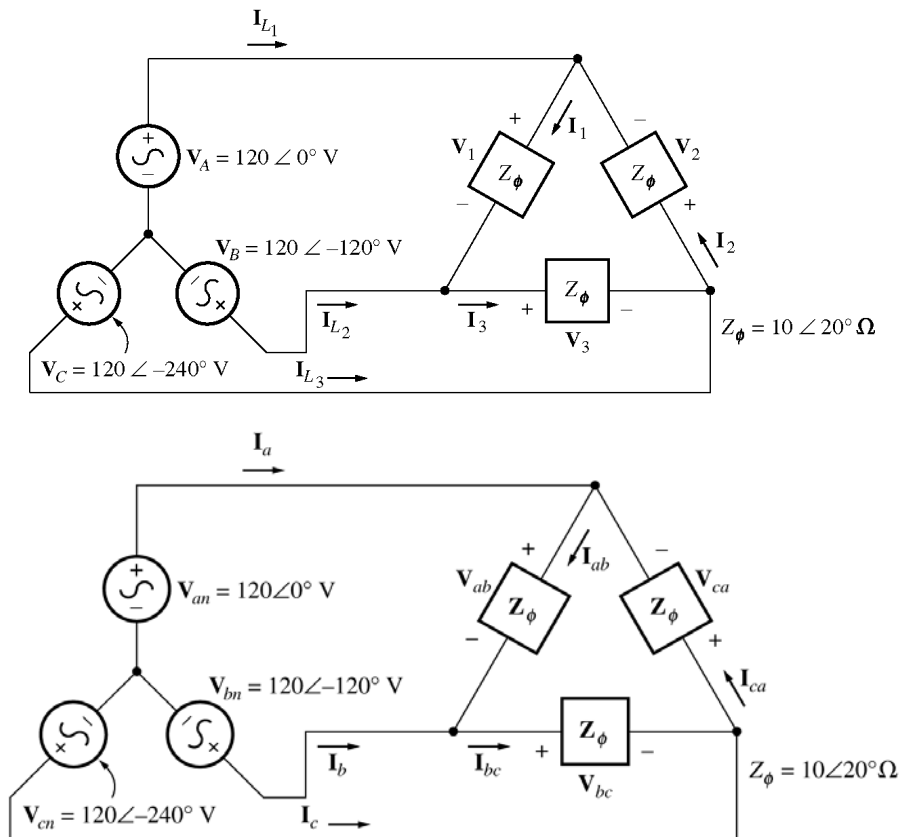 I_L1
+
+
I_1
−
V_1
V_2
Z_ϕ
Z_ϕ
V_A = 120 ∠ 0° V
−
−
+
I_2
V_B = 120 ∠ −120° V
−
−
+
+
I_L2
I_3
+
Z_ϕ
−
V_3
Z_ϕ = 10 ∠ 20° Ω
V_C = 120 ∠ −240° V
I_L3
I_a
+
+
I_ab
−
V_an = 120∠0° V
V_ab
V_ca
Z_ϕ
Z_ϕ
−
−
+
V_bn = 120∠−120° V
I_ca
−
−
+
+
I_b
I_bc
+
Z_ϕ
−
V_bc
Z_ϕ = 10∠20°Ω
V_cn = 120∠−240° V
I_c